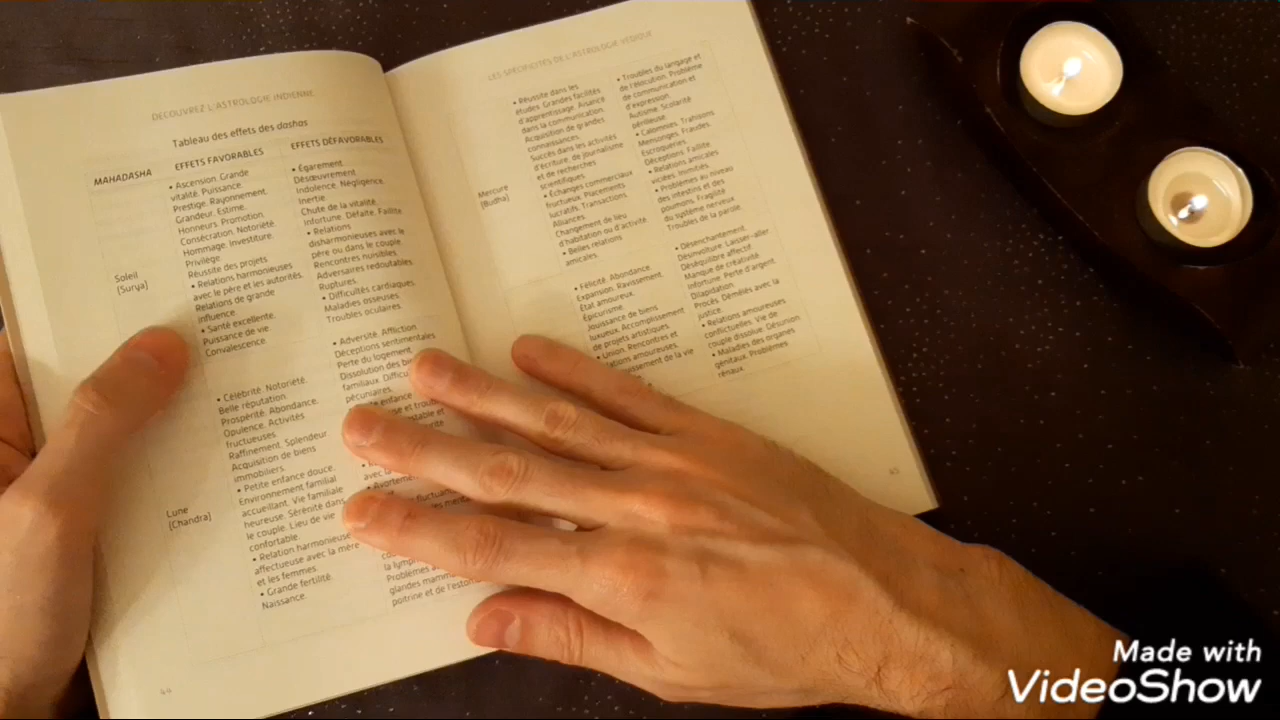 DECOUVREZ L'ASTROLOGIE INDIENNE
Tableau des effets des dashas
MAHADASHA
EFFETS FAVORABLES
EFFETS DÉFAVORABLES
Soleil
[Surya]
• Ascension. Grande
vitalité. Puissance.
Prestige. Rayonnement.
Grandeur. Estime.
Honneurs. Promotion.
Consécration. Notoriété.
Hommage. Investiture.
Privilège.
Réussite des projets
• Relations harmonieuses
avec le père et les autorités.
Relations de grande
influence
• Santé excellente.
Puissance de vie.
Convalescence.
• Égarement
Désœuvrement
Indolence. Négligence.
Inertie
Chute de la vitalité.
Infortune. Défaite. Faillite
• Relations
disharmonieuses avec le
père ou dans le couple.
Rencontres nuisibles.
Adversaires redoutables.
Ruptures.
• Difficultés cardiaques
Maladies osseuses.
Troubles oculaires.
Lune
[Chandra]
• Célébrité. Notoriété.
Belle réputation.
Prospérité. Abondance.
Opulence. Activités
fructueuses.
Raffinement. Splendeur
Acquisition de biens
immobiliers.
• Petite enfance douce.
Environnement familial
accueillant. Vie familiale
heureuse. Sérénité dans
le couple. Lieu de vie
confortable.
• Relation harmonieuse
affectueuse avec la mère
et les femmes.
• Grande fertilité.
Naissance.
• Adversité. Affliction
Déceptions sentimentales
Perte du logement
Dissolution des
familiaux.
pécuniaires.
enfance
et
avec
fluctuan
Problèmes
glandes
poitrine et de
LES SPÉCIFICITÉS DE L'ASTROLOGIE VÉDIQUE
Mercure
[Budha]
• Réussite dans les
études. Grandes facilités
d'apprentissage. Aisance
dans la communication.
Acquisition de grandes
connaissances.
Succès dans les activités
d'écriture, de journalisme
et de recherches
scientifiques.
• Échanges commerciaux
fructueux. Placements
lucratifs. Transactions
Alliances.
Changement de lieu
d'habitation ou d'activité
• Belles relations
amicales.
• Troubles du langage et
de l'élocution. Problème
de communication et
d'expression.
Autisme. Scolarité
périlleuse.
• Calomnies. Trahisons
Mensonges. Fraudes.
Escroqueries.
Déceptions. Faillite.
• Relations amicales
viciées. Inimitiés.
• Problèmes au niveau
des intestins et des
poumons. Fragilité
du système nerveux
Troubles de la parole.
• Félicité. Abondance.
Expansion. Ravissement.
État amoureux.
Épicurisme.
Jouissance de biens
luxueux. Accomplissement
de projets artistiques
• Union. Rencontres et
relations amoureuses.
de la vie
• Désenchantement.
Désinvolture. Laisser-aller
Déséquilibre affectif.
Manque de créativité
Infortune. Perte d'argent
Dilapidation
Procès. Démêlés avec la
justice.
• Relations amoureuses
conflictuelles. Vie de
couple dissolue. Désunion
• Maladies des organes
génitaux. Problèmes
rénaux.
45
Made with
VideoShow